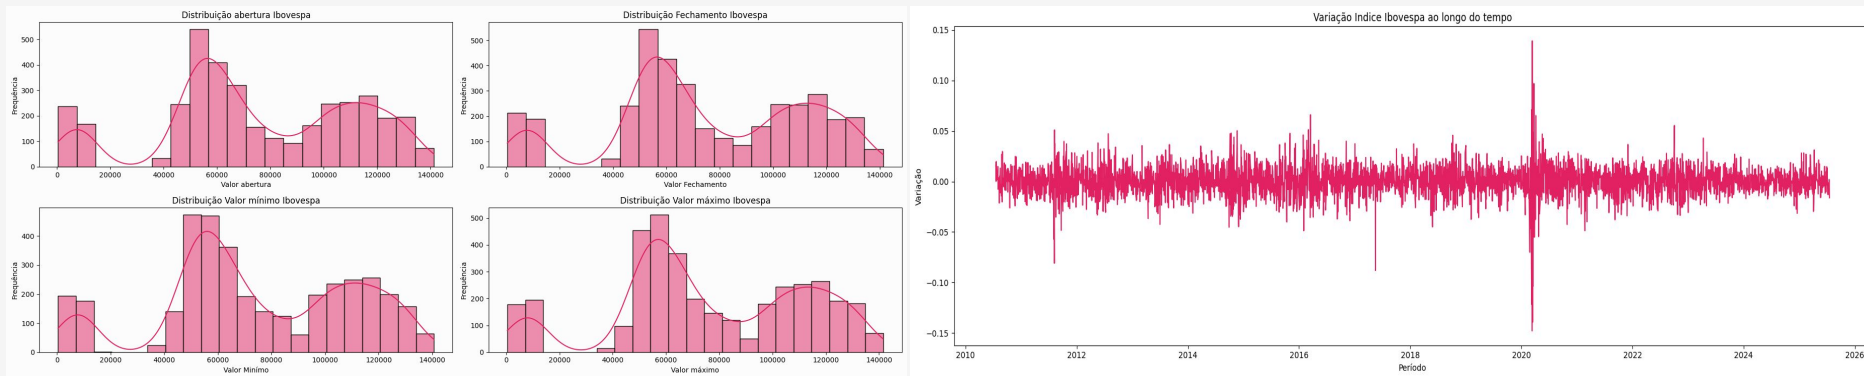 Distribuição abertura Ibovespa
Frequência
500
400
300
200
100
0
0 20000 40000 60000 80000 100000 120000 140000
Valor abertura
Distribuição Fechamento Ibovespa
Frequência
500
400
300
200
100
0
0 20000 40000 60000 80000 100000 120000 140000
Valor Fechamento
Distribuição Valor mínimo Ibovespa
Frequência
400
300
200
100
0
0 20000 40000 60000 80000 100000 120000 140000
Valor Minímo
Distribuição Valor máximo Ibovespa
Frequência
500
400
300
200
100
0
0 20000 40000 60000 80000 100000 120000 140000
Valor máximo
Variação Indice Ibovespa ao longo do tempo
Variação
0.15
0.10
0.05
0.00
−0.05
−0.10
−0.15
2010 2012 2014 2016 2018 2020 2022 2024 2026
Período